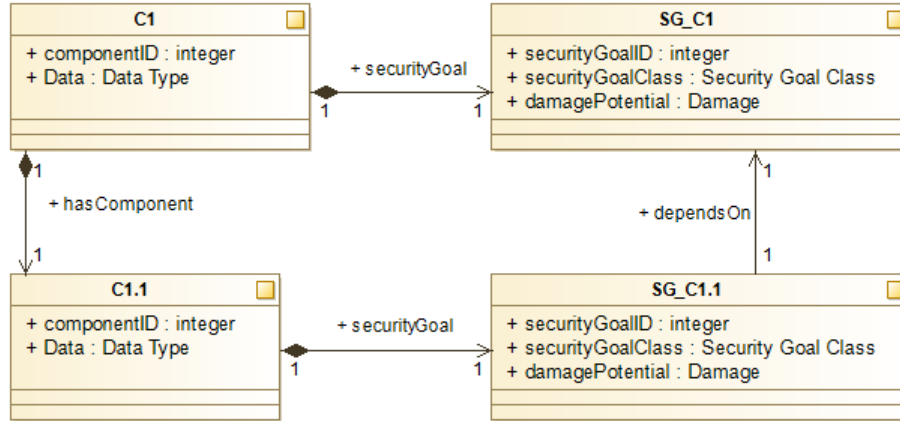 C1
+ componentID : integer
+ Data : Data Type
+ securityGoal
1
1
SG_C1
+ securityGoalID : integer
+ securityGoalClass : Security Goal Class
+ damagePotential : Damage
1
+ hasComponent
1
1
+ dependsOn
1
C1.1
+ componentID : integer
+ Data : Data Type
+ securityGoal
1
1
SG_C1.1
+ securityGoalID : integer
+ securityGoalClass : Security Goal Class
+ damagePotential : Damage